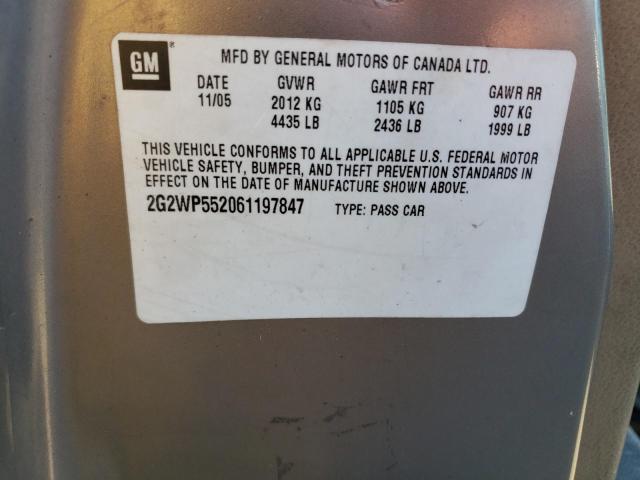 GM ®
MFD BY GENERAL MOTORS OF CANADA LTD.
DATE GVWR GAWR FRT GAWR RR
11/05 2012 KG 1105 KG 907 KG
4435 LB 2436 LB 1999 LB
THIS VEHICLE CONFORMS TO ALL APPLICABLE U.S. FEDERAL MOTOR
VEHICLE SAFETY, BUMPER, AND THEFT PREVENTION STANDARDS IN
EFFECT ON THE DATE OF MANUFACTURE SHOWN ABOVE.
2G2WP552061197847 TYPE: PASS CAR